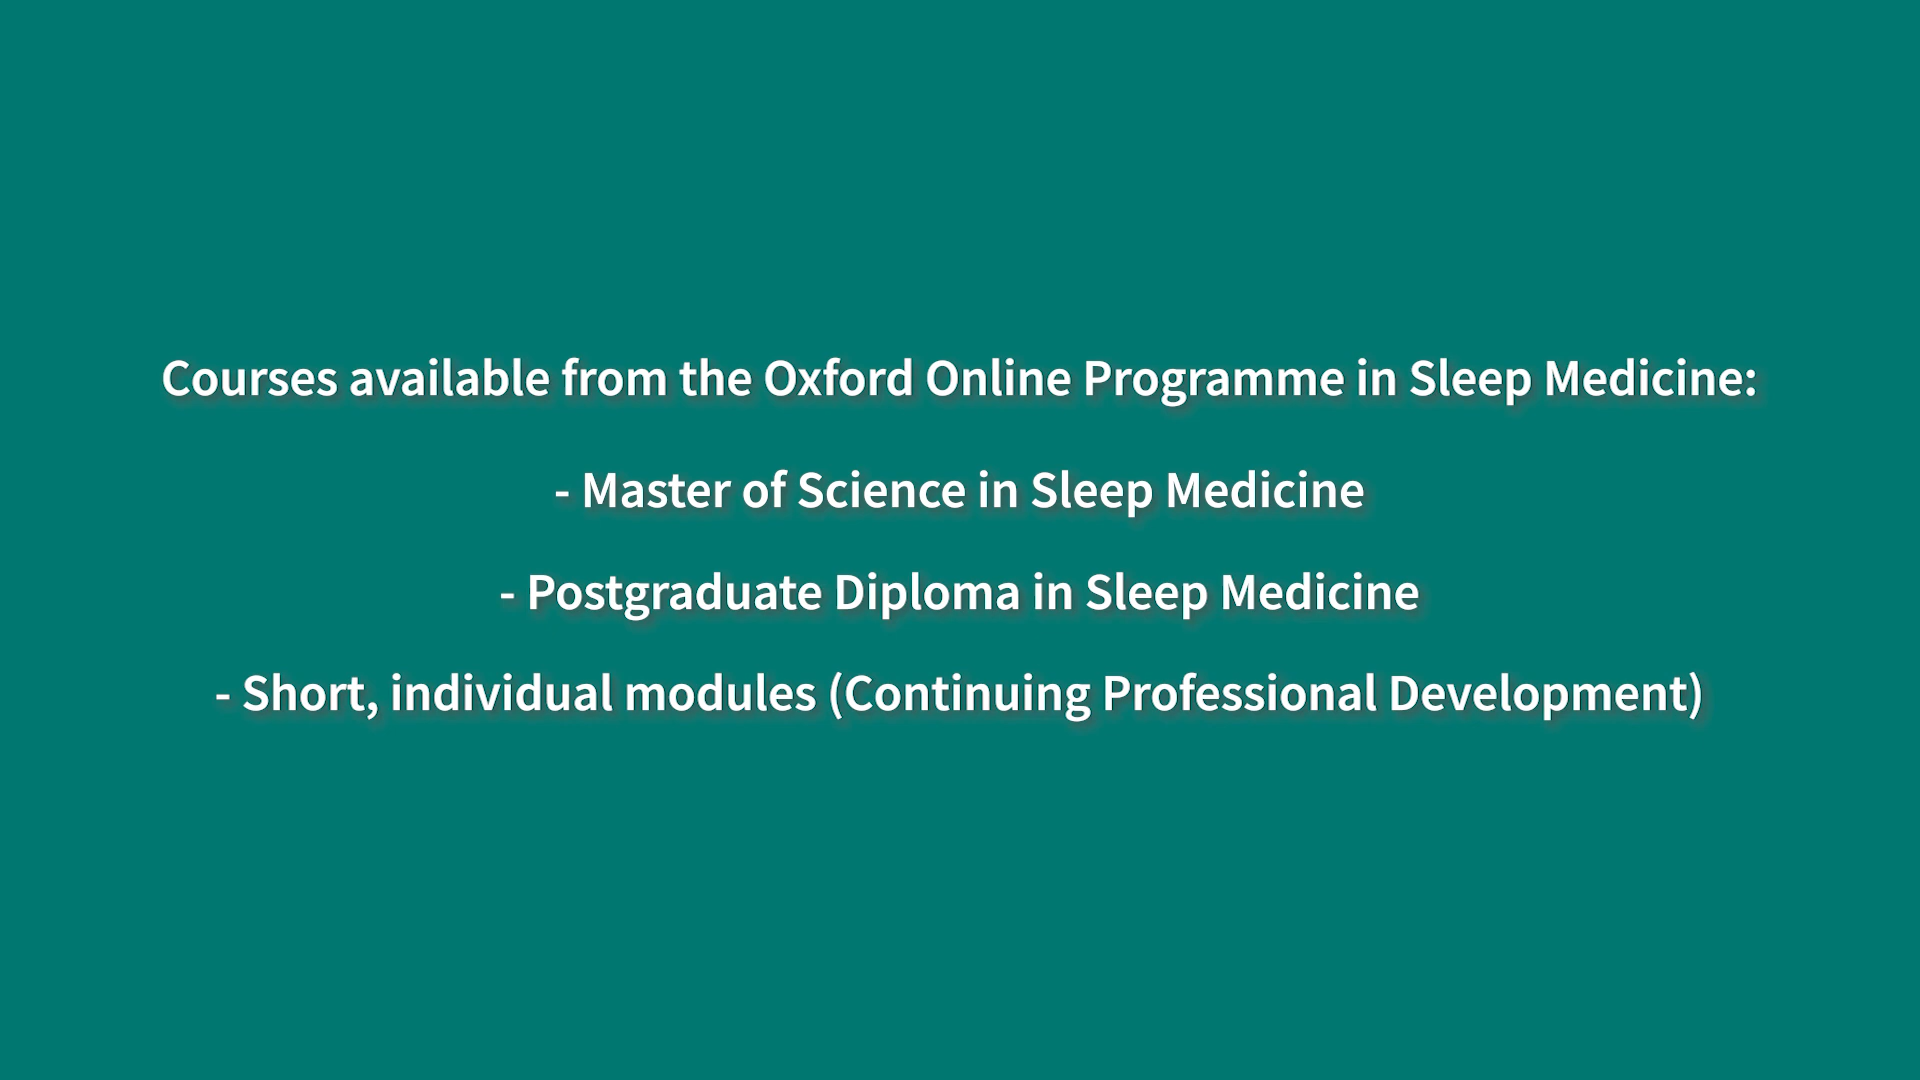 Courses available from the Oxford Online Programme in Sleep Medicine:
- Master of Science in Sleep Medicine
- Postgraduate Diploma in Sleep Medicine
- Short, individual modules (Continuing Professional Development)